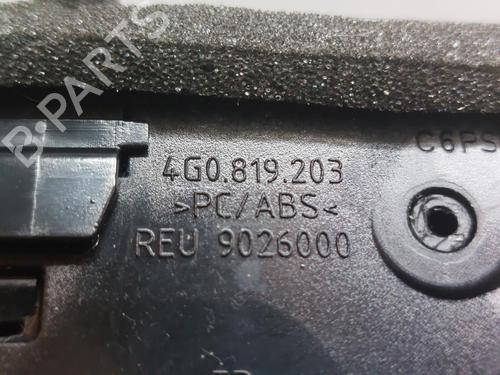 B-PARTS
C6PS
4G0.819.203
>PC/ABS<
REU 9026000